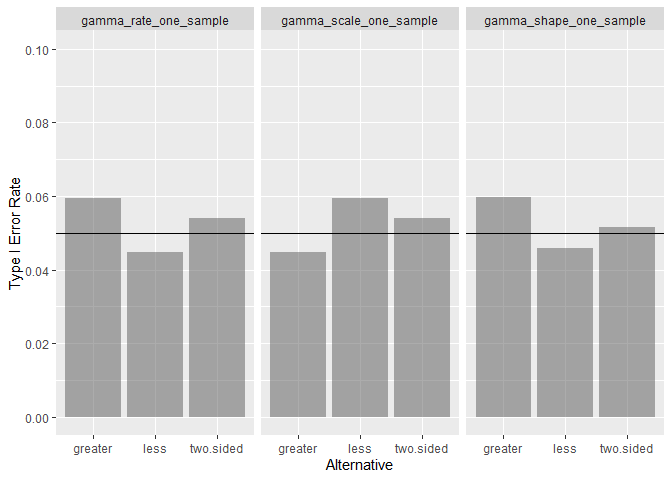 gamma_rate_one_sample gamma_scale_one_sample gamma_shape_one_sample
0.10
0.08
0.06
0.04
0.02
0.00
Type I Error Rate
greater less two.sided greater less two.sided greater less two.sided
Alternative